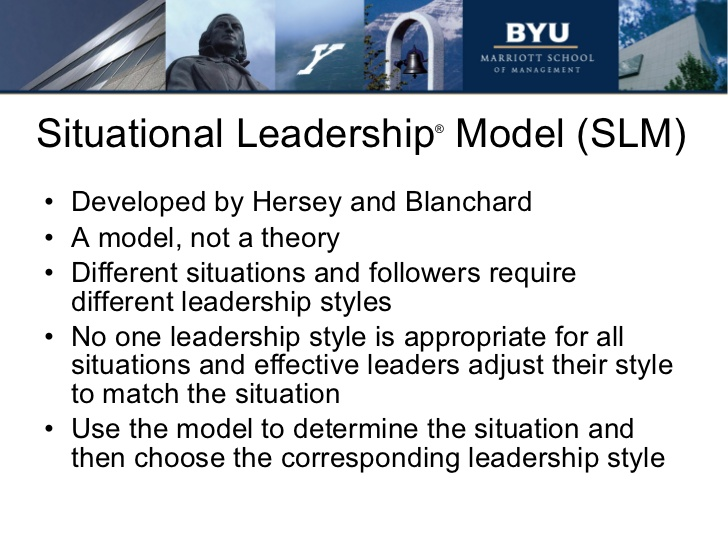 BYU
MARRIOTT SCHOOL
OF MANAGEMENT
Situational Leadership® Model (SLM)
• Developed by Hersey and Blanchard
• A model, not a theory
• Different situations and followers require
different leadership styles
• No one leadership style is appropriate for all
situations and effective leaders adjust their style
to match the situation
• Use the model to determine the situation and
then choose the corresponding leadership style